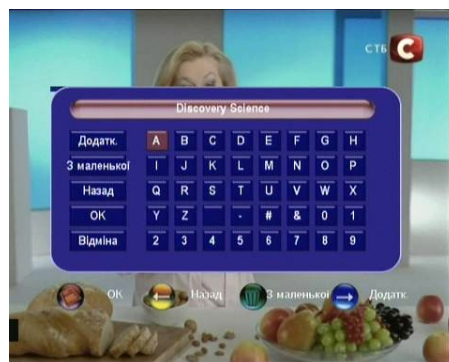 СТБ C
Discovery Science
Додатк. A B C D E F G H
З маленької I J K L M N O P
Назад Q R S T U V W X
OK Y Z - # & 0 1
Відміна 2 3 4 5 6 7 8 9
OK Назад З маленької Додатк.